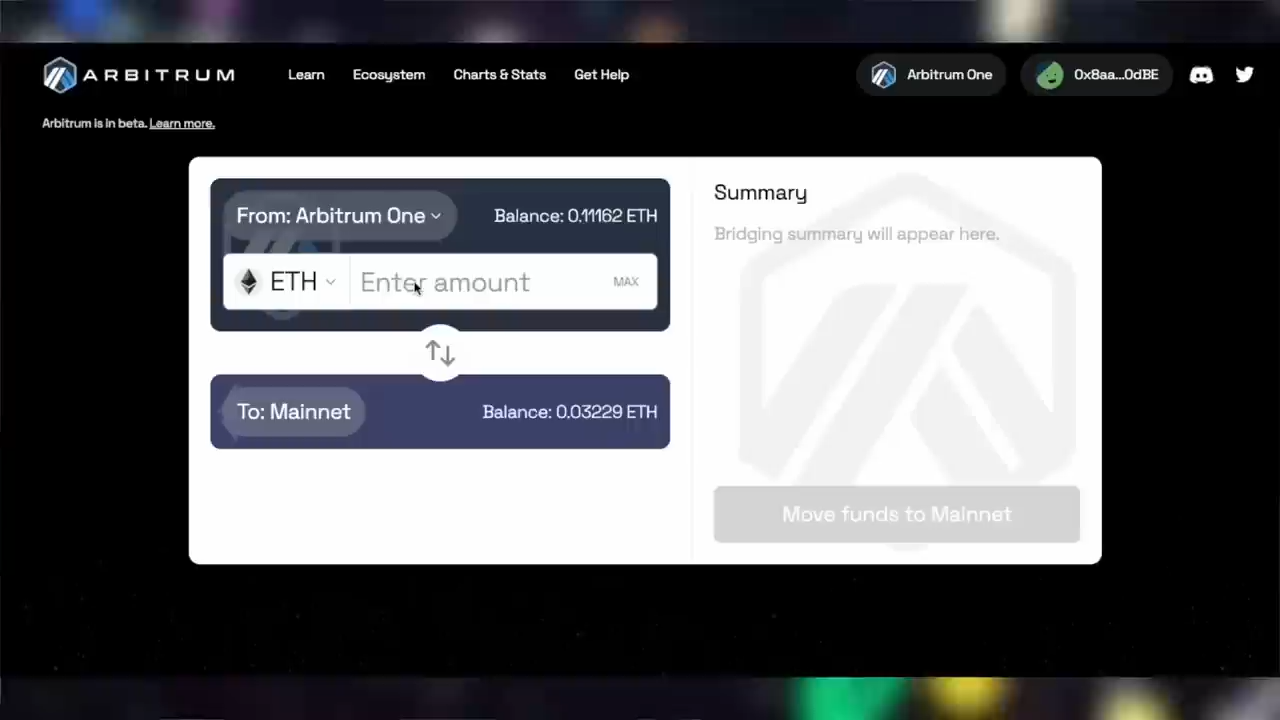 ARBITRUM
Learn
Ecosystem
Charts & Stats
Get Help
Arbitrum One
0x8aa...0dBE
Arbitrum is in beta. Learn more.
From: Arbitrum One
Balance: 0.11162 ETH
ETH
Enter amount
MAX
To: Mainnet
Balance: 0.03229 ETH
Summary
Bridging summary will appear here.
Move funds to Mainnet